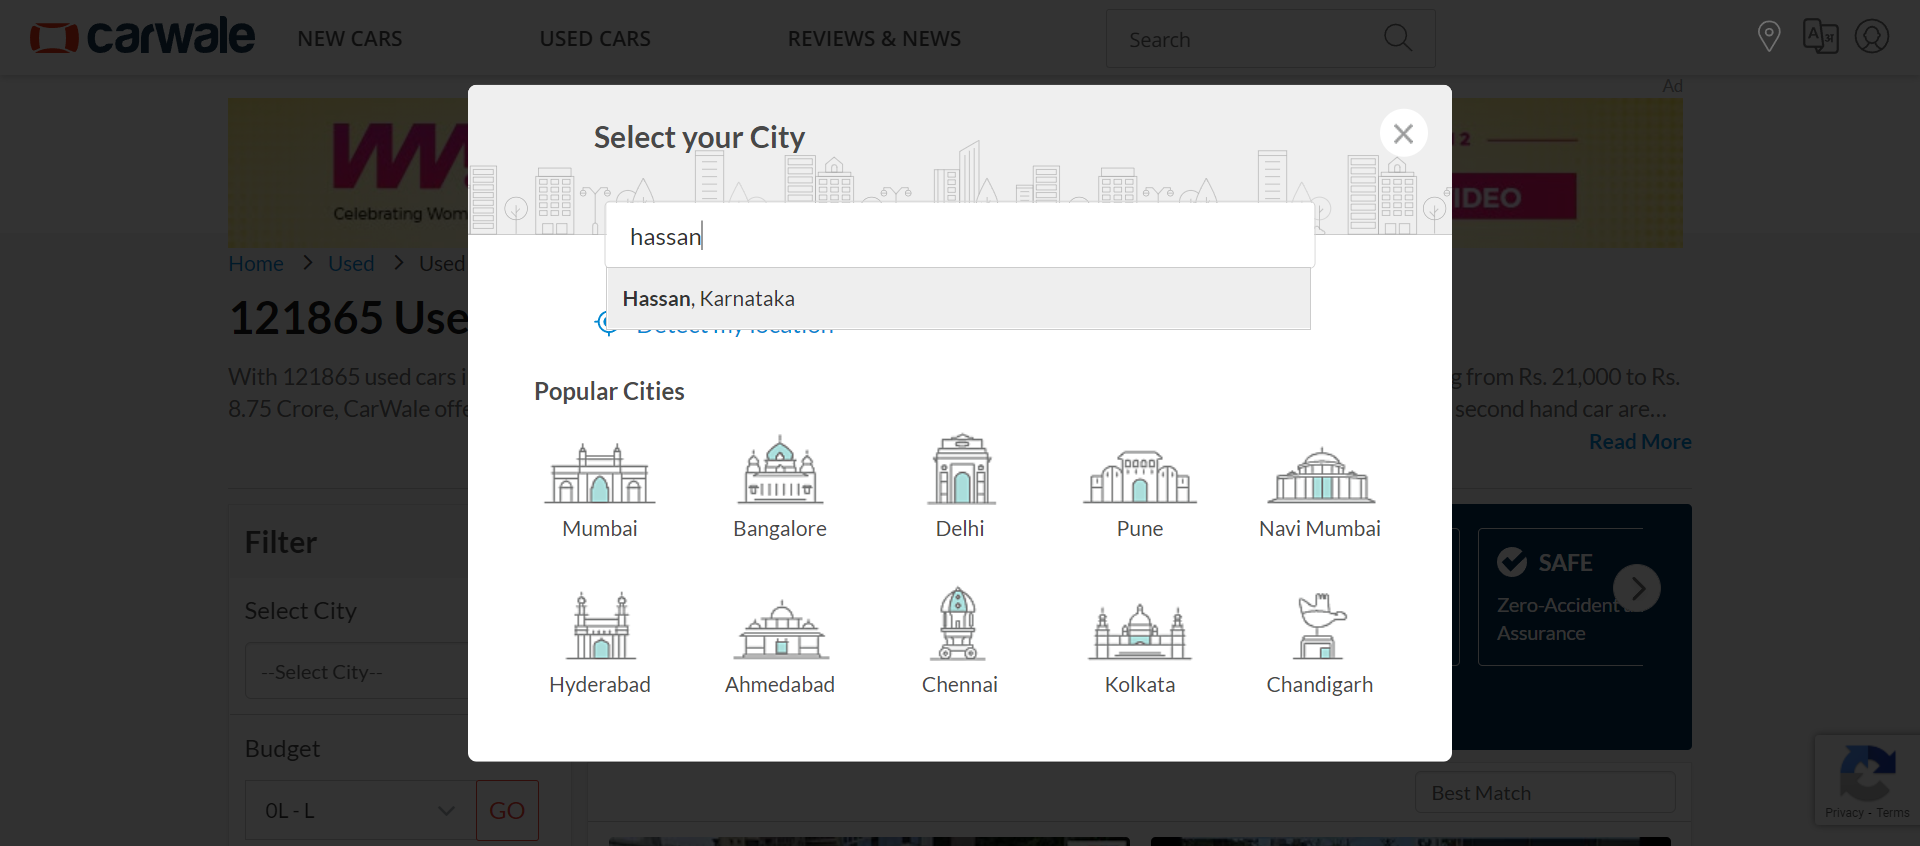 carwale NEW CARS USED CARS REVIEWS & NEWS Search
Ad
Select your City
2
Celebrating Wom
IDEO
hassan
Home > Used > Used
Hassan, Karnataka
121865 Use
Detect my location
With 121865 used cars i
g from Rs. 21,000 to Rs.
8.75 Crore, CarWale offe
second hand car are...
Read More
Popular Cities
Mumbai Bangalore Delhi Pune Navi Mumbai
Filter
SAFE
Zero-Accident
Assurance
Select City
--Select City--
Hyderabad Ahmedabad Chennai Kolkata Chandigarh
Budget
0L - L GO
Best Match
Privacy - Terms